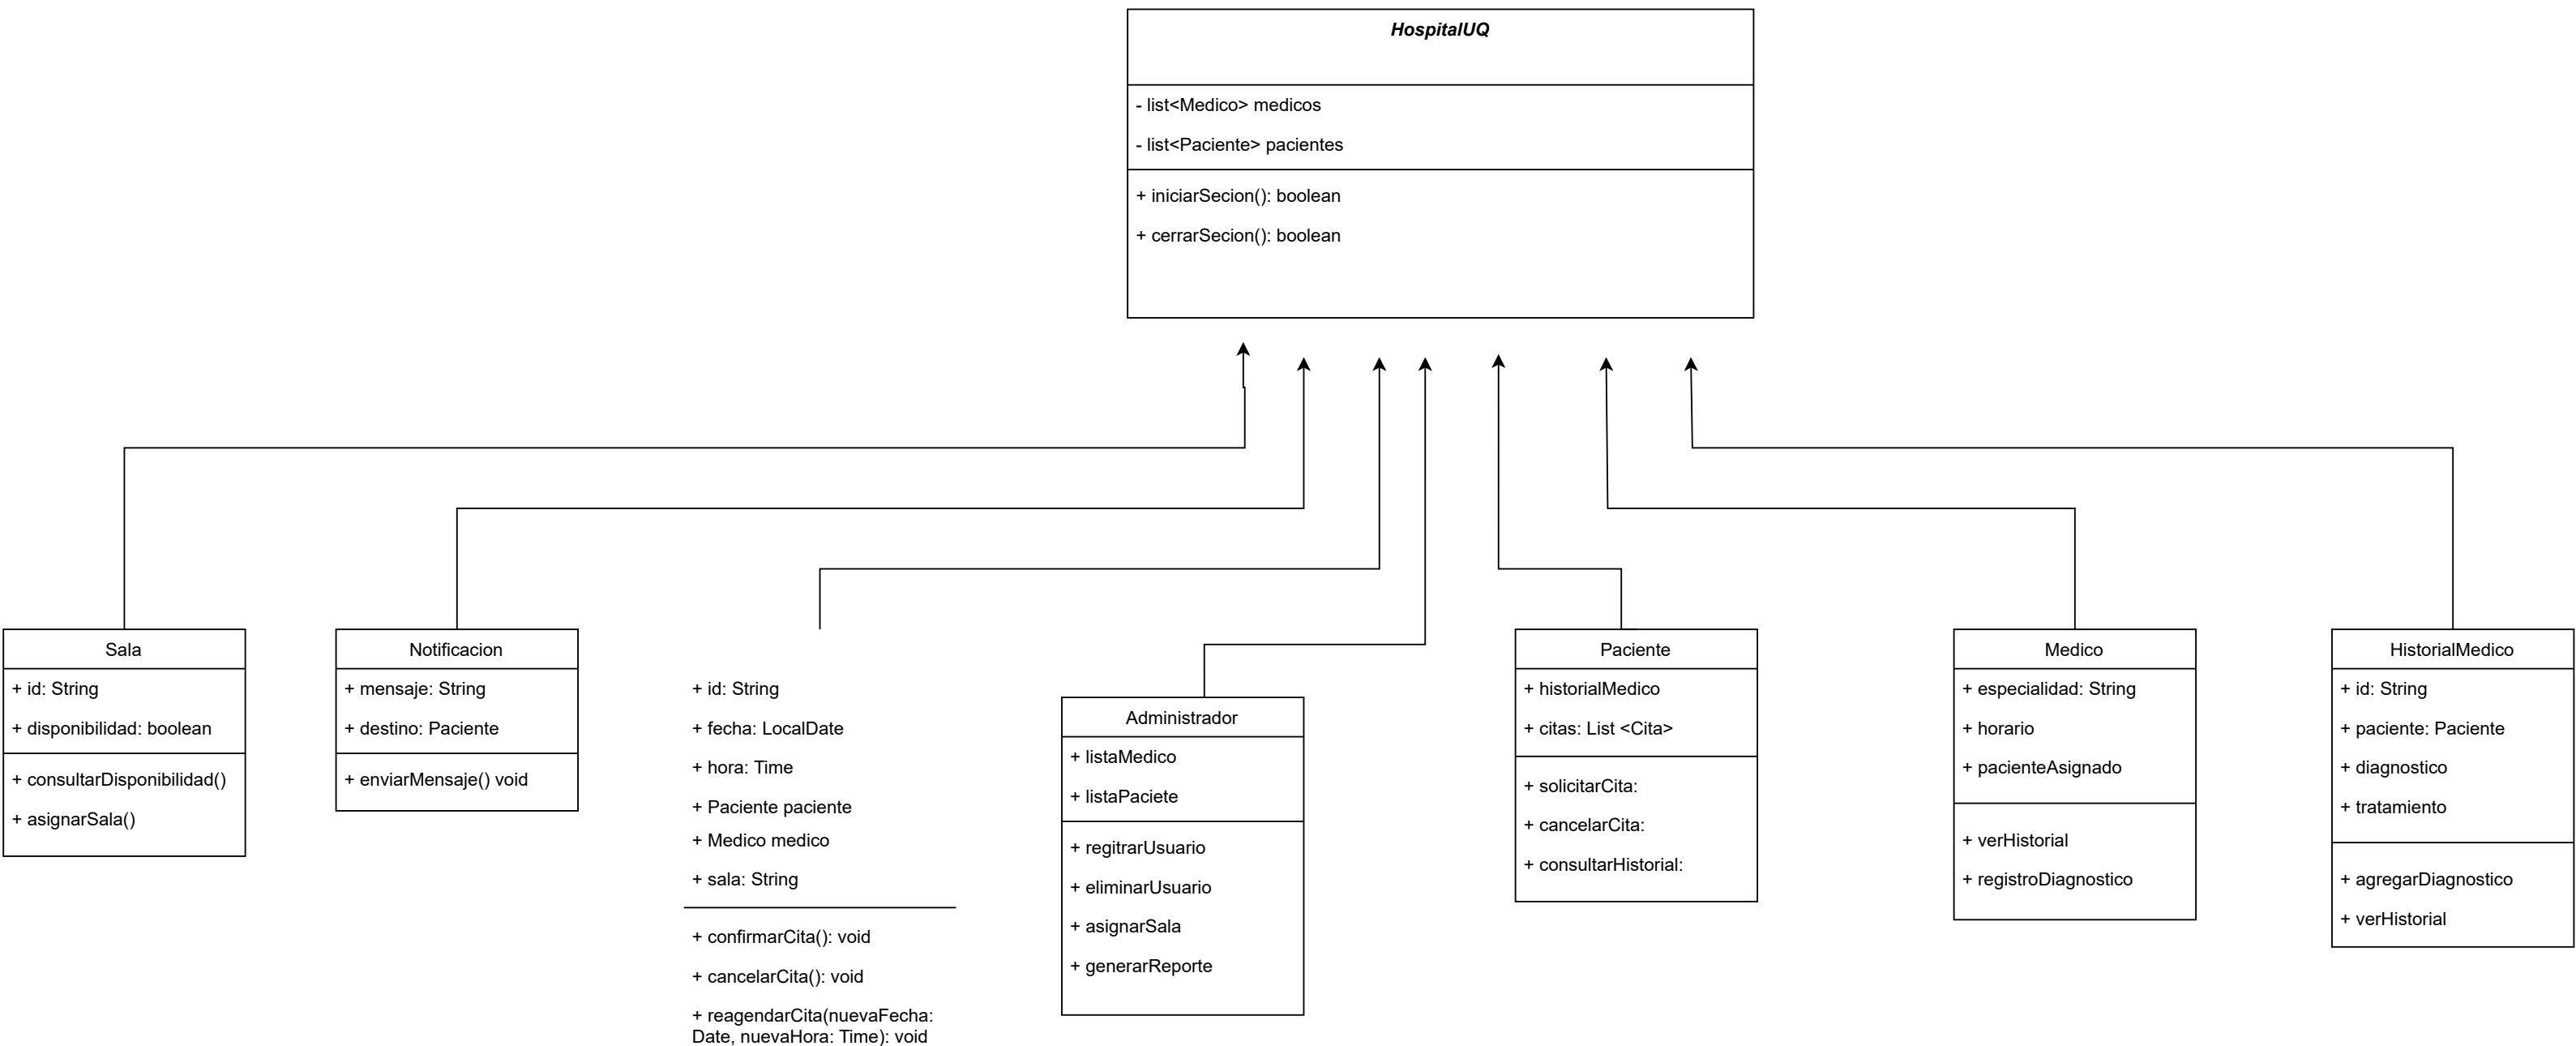 HospitalUQ
- list<Medico> medicos
- list<Paciente> pacientes
+ iniciarSecion(): boolean
+ cerrarSecion(): boolean
Sala
+ id: String
+ disponibilidad: boolean
+ consultarDisponibilidad()
+ asignarSala()
Notificacion
+ mensaje: String
+ destino: Paciente
+ enviarMensaje() void
+ id: String
+ fecha: LocalDate
+ hora: Time
+ Paciente paciente
+ Medico medico
+ sala: String
+ confirmarCita(): void
+ cancelarCita(): void
+ reagendarCita(nuevaFecha:
Date, nuevaHora: Time): void
Administrador
+ listaMedico
+ listaPaciete
+ regitrarUsuario
+ eliminarUsuario
+ asignarSala
+ generarReporte
Paciente
+ historialMedico
+ citas: List <Cita>
+ solicitarCita:
+ cancelarCita:
+ consultarHistorial:
Medico
+ especialidad: String
+ horario
+ pacienteAsignado
+ verHistorial
+ registroDiagnostico
HistorialMedico
+ id: String
+ paciente: Paciente
+ diagnostico
+ tratamiento
+ agregarDiagnostico
+ verHistorial